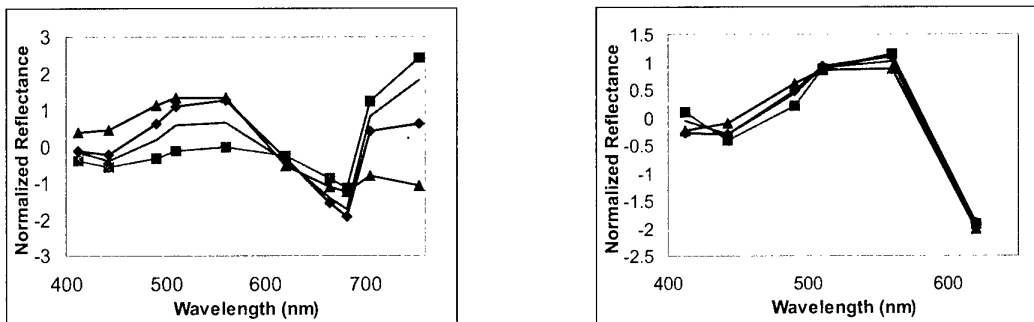 3
2
1
0
-1
-2
-3
400 500 600 700
Normalized Reflectance
Wavelength (nm)
1.5
1
0.5
0
-0.5
-1
-1.5
-2
-2.5
400 500 600
Normalized Reflectance
Wavelength (nm)